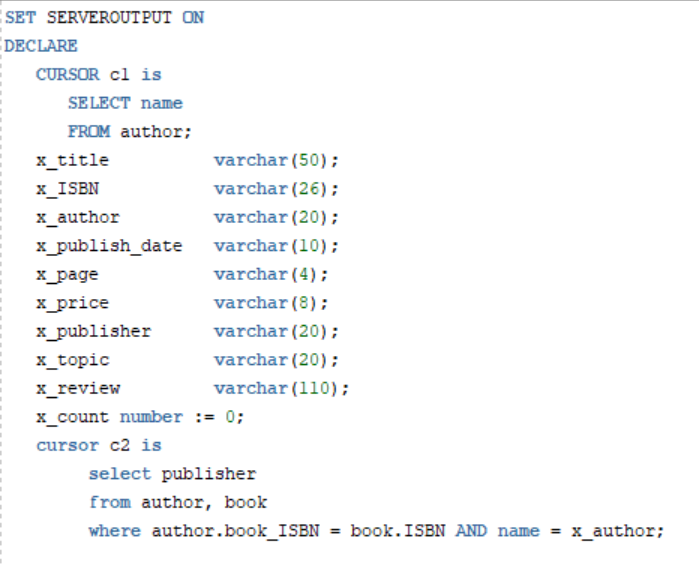 SET SERVEROUTPUT ON
DECLARE
CURSOR c1 is
SELECT name
FROM author;
x_title varchar(50);
x_ISBN varchar(26);
x_author varchar(20);
x_publish_date varchar(10);
x_page varchar(4);
x_price varchar(8);
x_publisher varchar(20);
x_topic varchar(20);
x_review varchar(110);
x_count number := 0;
cursor c2 is
select publisher
from author, book
where author.book_ISBN = book.ISBN AND name = x_author;